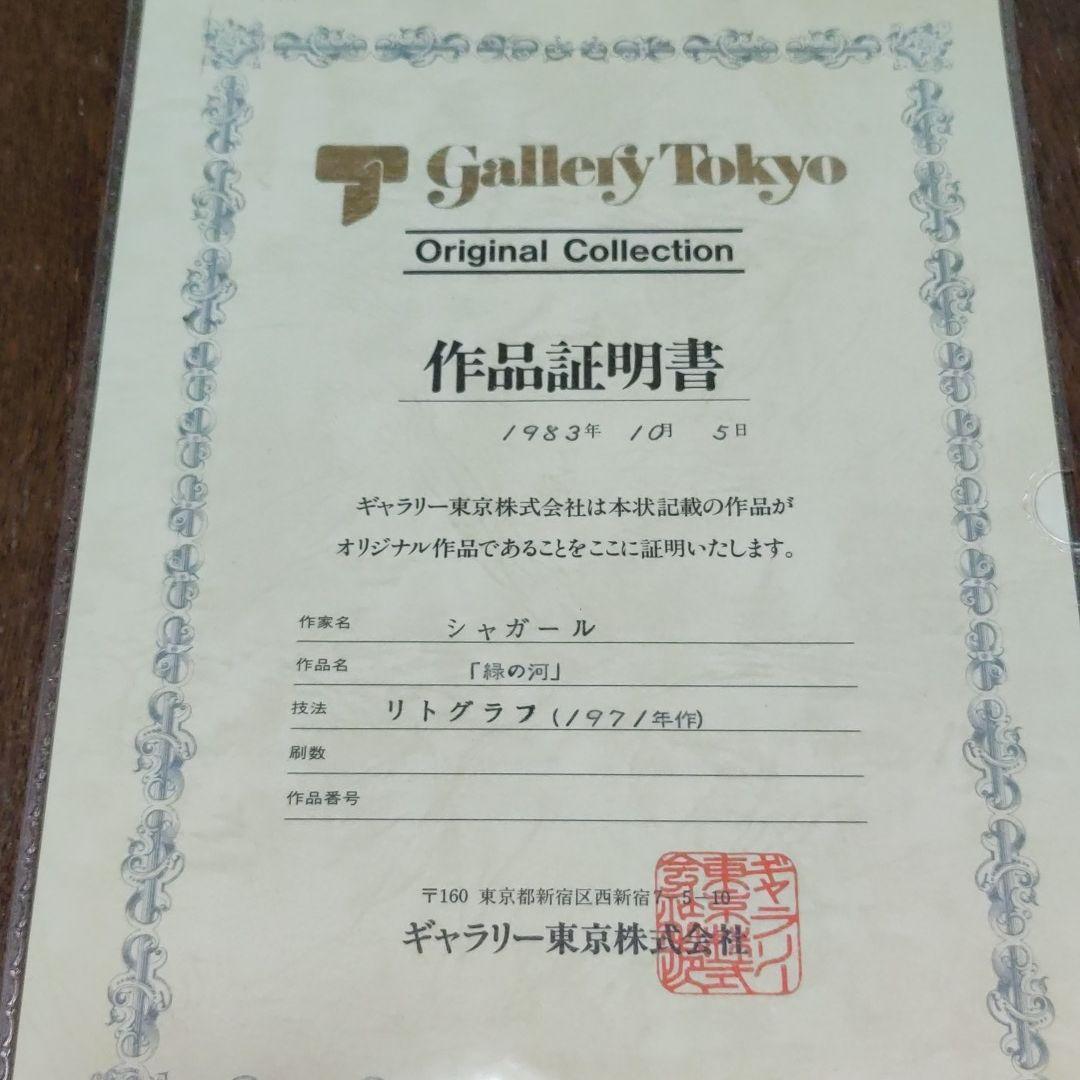 Gallery Tokyo
Original Collection
作品証明書
1983年 10月 5日
ギャラリー東京株式会社は本状記載の作品が
オリジナル作品であることをここに証明いたします。
作家名 シャガール
作品名 「緑の河」
技法 リトグラフ(1971年作)
刷数
作品番号
〒160 東京都新宿区西新宿7-5-10
ギャラリー東京株式会社